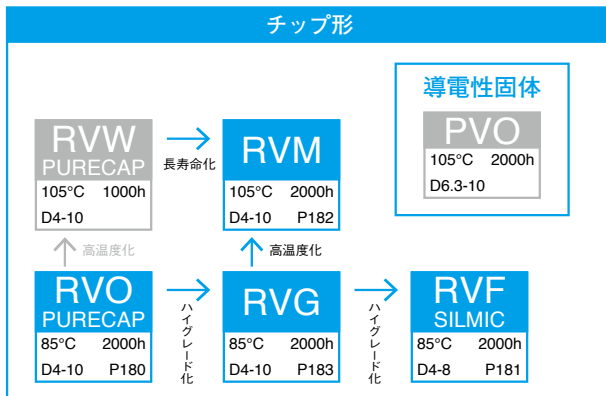 チップ形
導電性固体
PVO
105°C 2000h
D6.3-10
RVW
PURECAP
105°C 1000h
D4-10
長寿命化
RVM
105°C 2000h
D4-10 P182
高温度化
高温度化
RVO
PURECAP
85°C 2000h
D4-10 P180
ハイグレード化
RVG
85°C 2000h
D4-10 P183
ハイグレード化
RVF
SILMIC
85°C 2000h
D4-8 P181